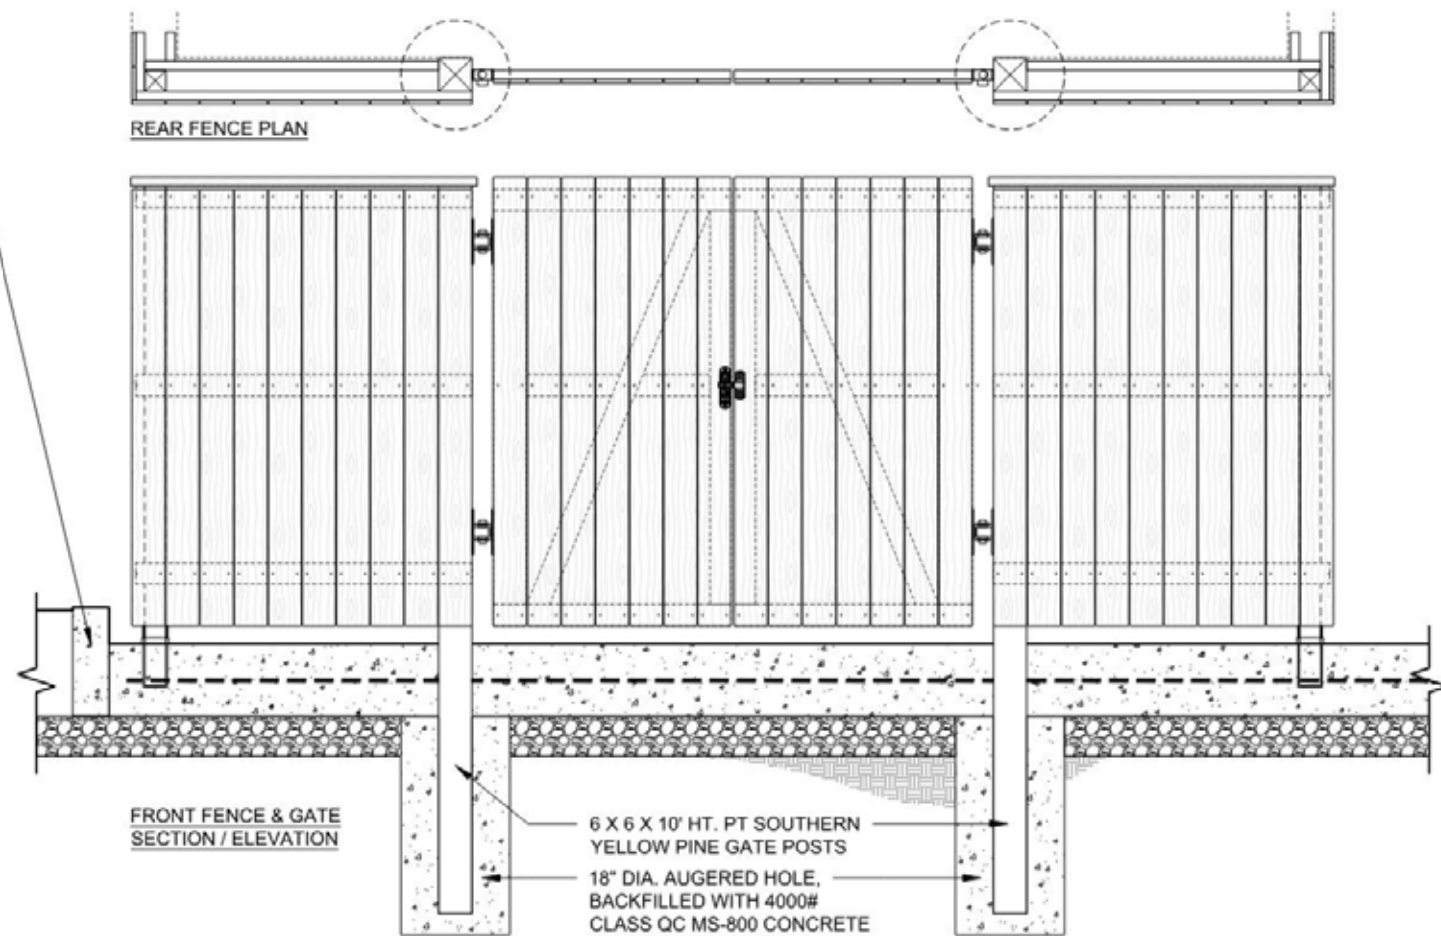 REAR FENCE PLAN
FRONT FENCE & GATE
SECTION / ELEVATION
6 X 6 X 10' HT. PT SOUTHERN
YELLOW PINE GATE POSTS
18" DIA. AUGERED HOLE,
BACKFILLED WITH 4000#
CLASS QC MS-800 CONCRETE